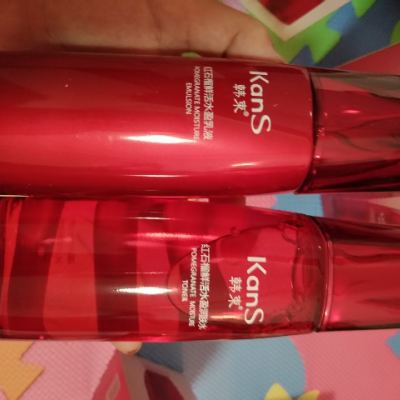 KanS
韩束®
红石榴鲜活水盈乳液
POMEGRANATE MOISTURE
EMULSION
KanS
韩束®
红石榴鲜活水盈润肤水
POMEGRANATE MOISTURE
TONER